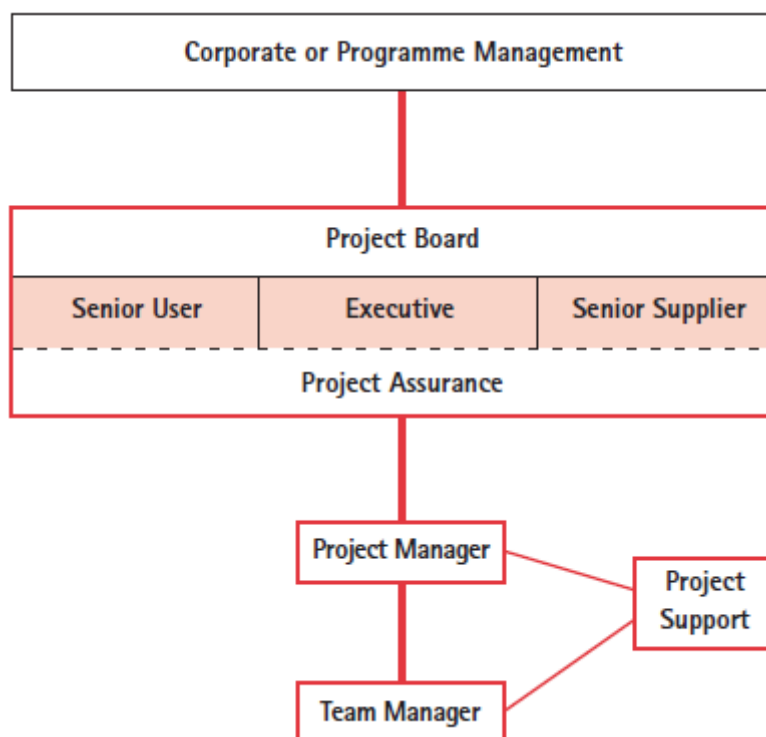 Corporate or Programme Management
Project Board
Senior User
Executive
Senior Supplier
Project Assurance
Project Manager
Project
Support
Team Manager